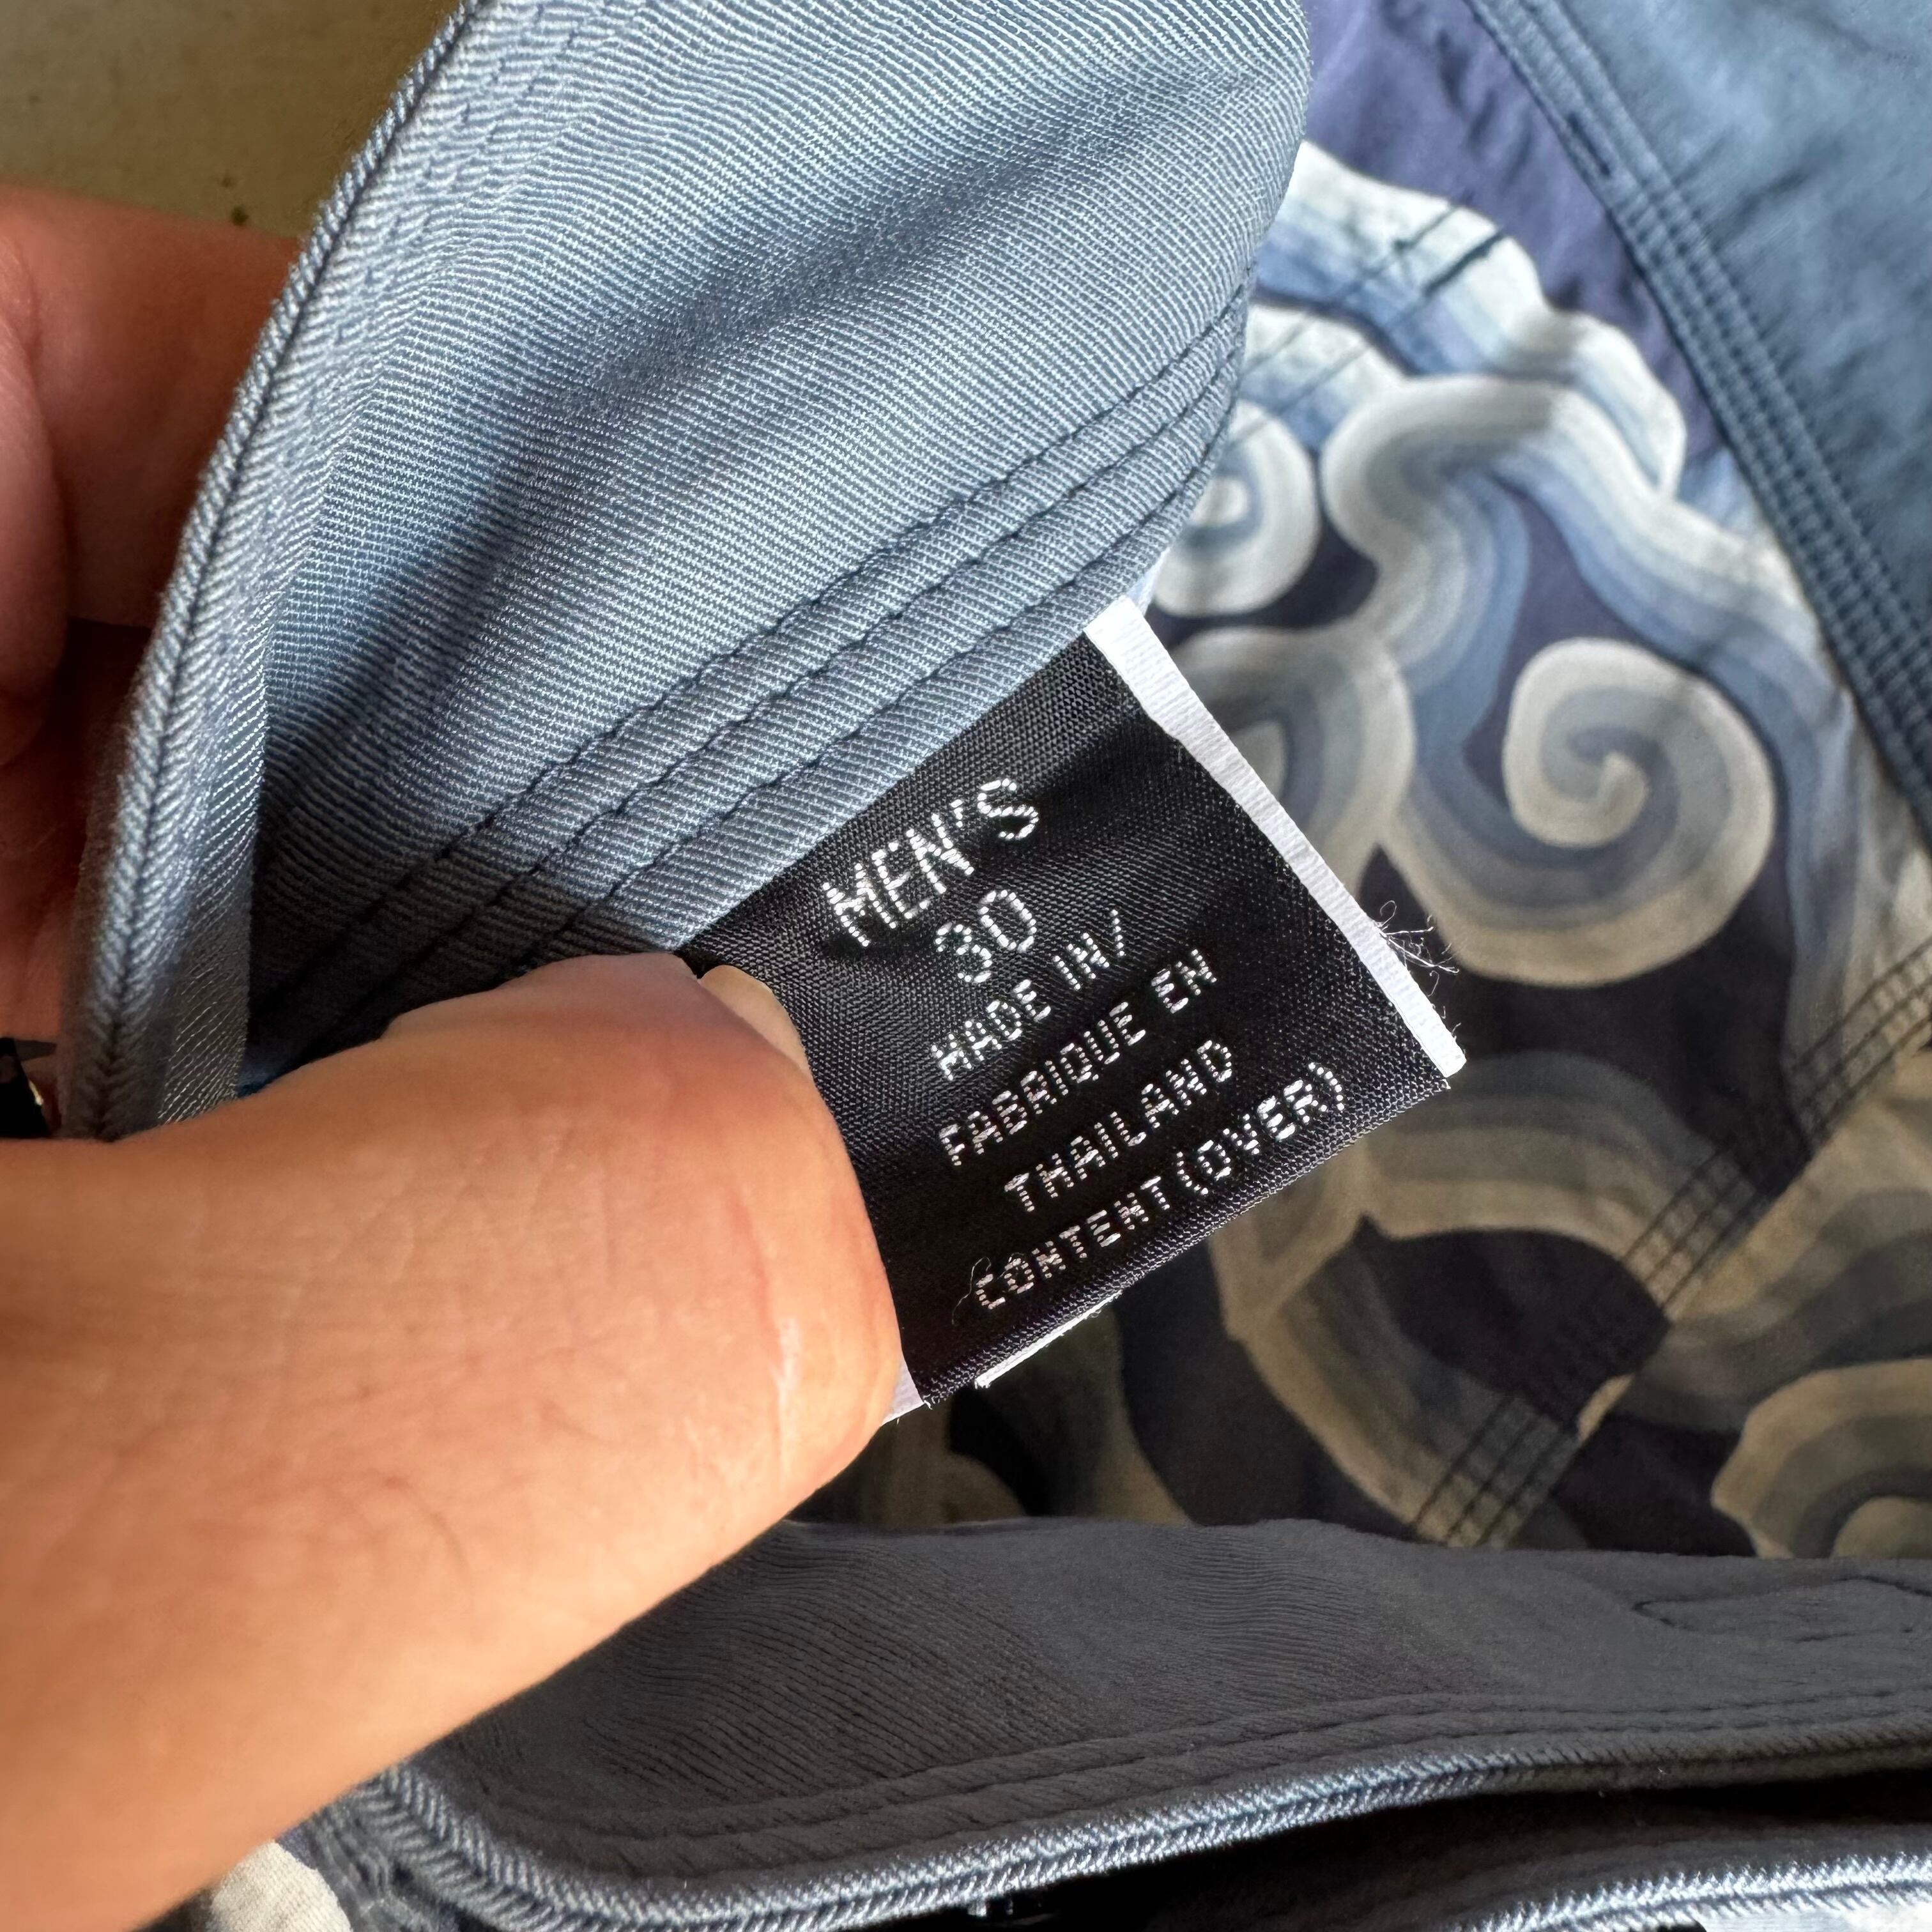 MEN'S
30
MADE IN/
FABRIQUE EN
THAILAND
CONTENT(OVER)